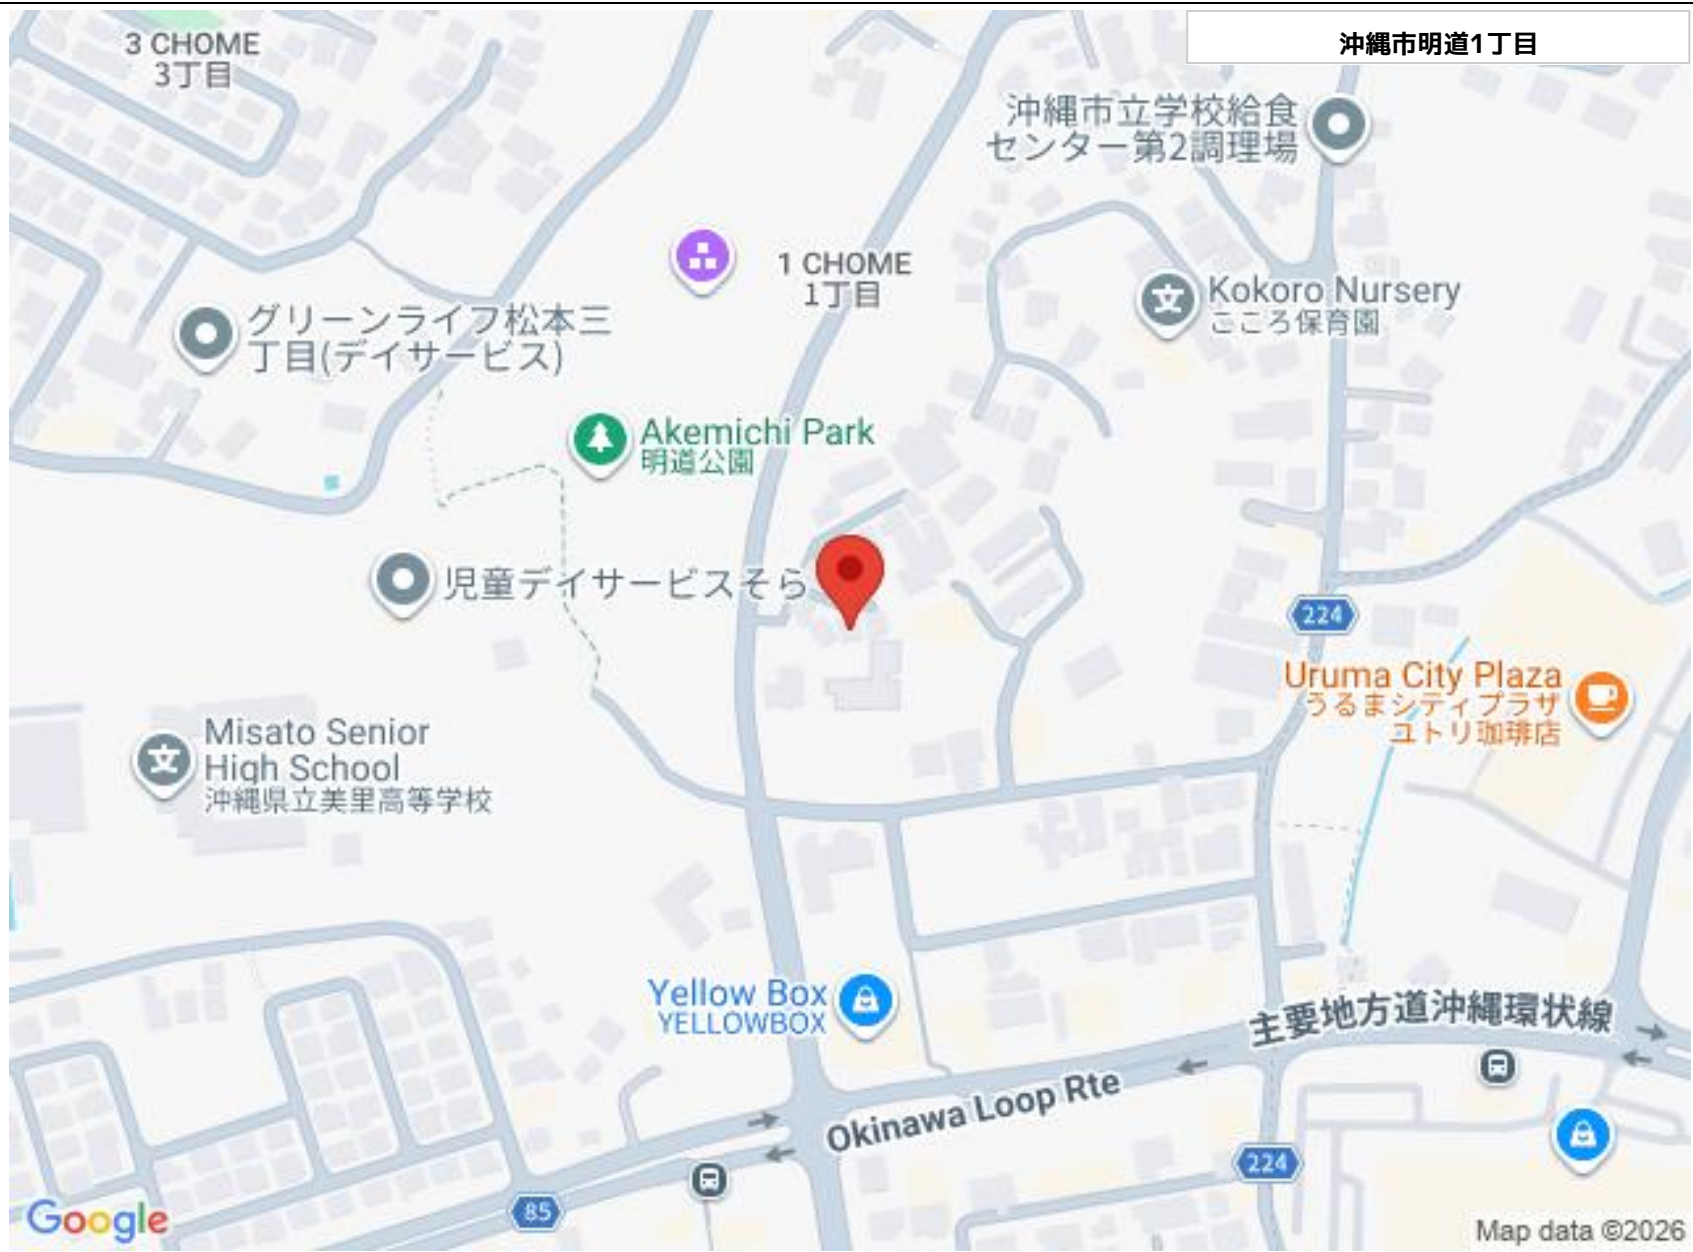 沖縄市明道1丁目
3 CHOME
3丁目
沖縄市立学校給食
センター第2調理場
1 CHOME
1丁目
Kokoro Nursery
こころ保育園
グリーンライフ松本三
丁目(デイサービス)
Akemichi Park
明道公園
児童デイサービスそら
224
Uruma City Plaza
うるまシティプラザ
ユトリ珈琲店
Misato Senior
High School
沖縄県立美里高等学校
Yellow Box
YELLOWBOX
主要地方道沖縄環状線
Okinawa Loop Rte
224
85
Google
Map data ©2026